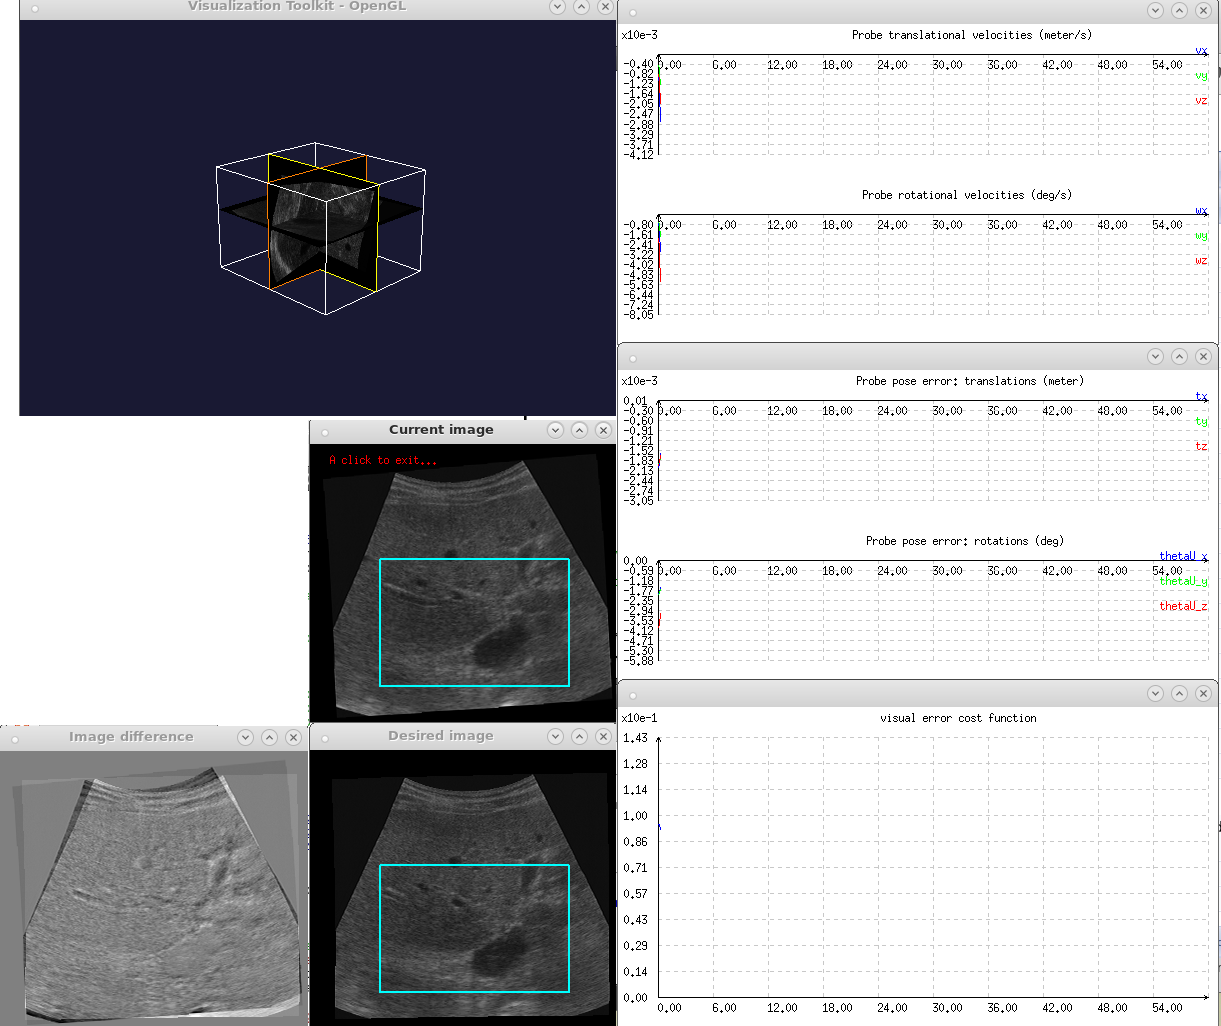 Visualization Toolkit - OpenGL
Probe translational velocities (meter/s)
x10e-3
vx
vy
vz
0.00 6.00 12.00 18.00 24.00 30.00 36.00 42.00 48.00 54.00
-0.40
-0.82
-1.23
-1.64
-2.05
-2.47
-2.88
-3.29
-3.71
-4.12
Probe rotational velocities (deg/s)
wx
wy
wz
0.00 6.00 12.00 18.00 24.00 30.00 36.00 42.00 48.00 54.00
-0.80
-1.61
-2.41
-3.22
-4.02
-4.83
-5.63
-6.44
-7.24
-8.05
Probe pose error: translations (meter)
x10e-3
tx
ty
tz
0.00 6.00 12.00 18.00 24.00 30.00 36.00 42.00 48.00 54.00
0.01
-0.30
-0.60
-0.91
-1.21
-1.52
-1.83
-2.13
-2.44
-2.74
-3.05
Probe pose error: rotations (deg)
thetaU_x
thetaU_y
thetaU_z
0.00 6.00 12.00 18.00 24.00 30.00 36.00 42.00 48.00 54.00
0.00
-0.59
-1.18
-1.77
-2.35
-2.94
-3.53
-4.12
-4.71
-5.30
-5.88
Current image
A click to exit...
Image difference
Desired image
visual error cost function
x10e-1
1.43
1.28
1.14
1.00
0.86
0.71
0.57
0.43
0.29
0.14
0.00
0.00 6.00 12.00 18.00 24.00 30.00 36.00 42.00 48.00 54.00